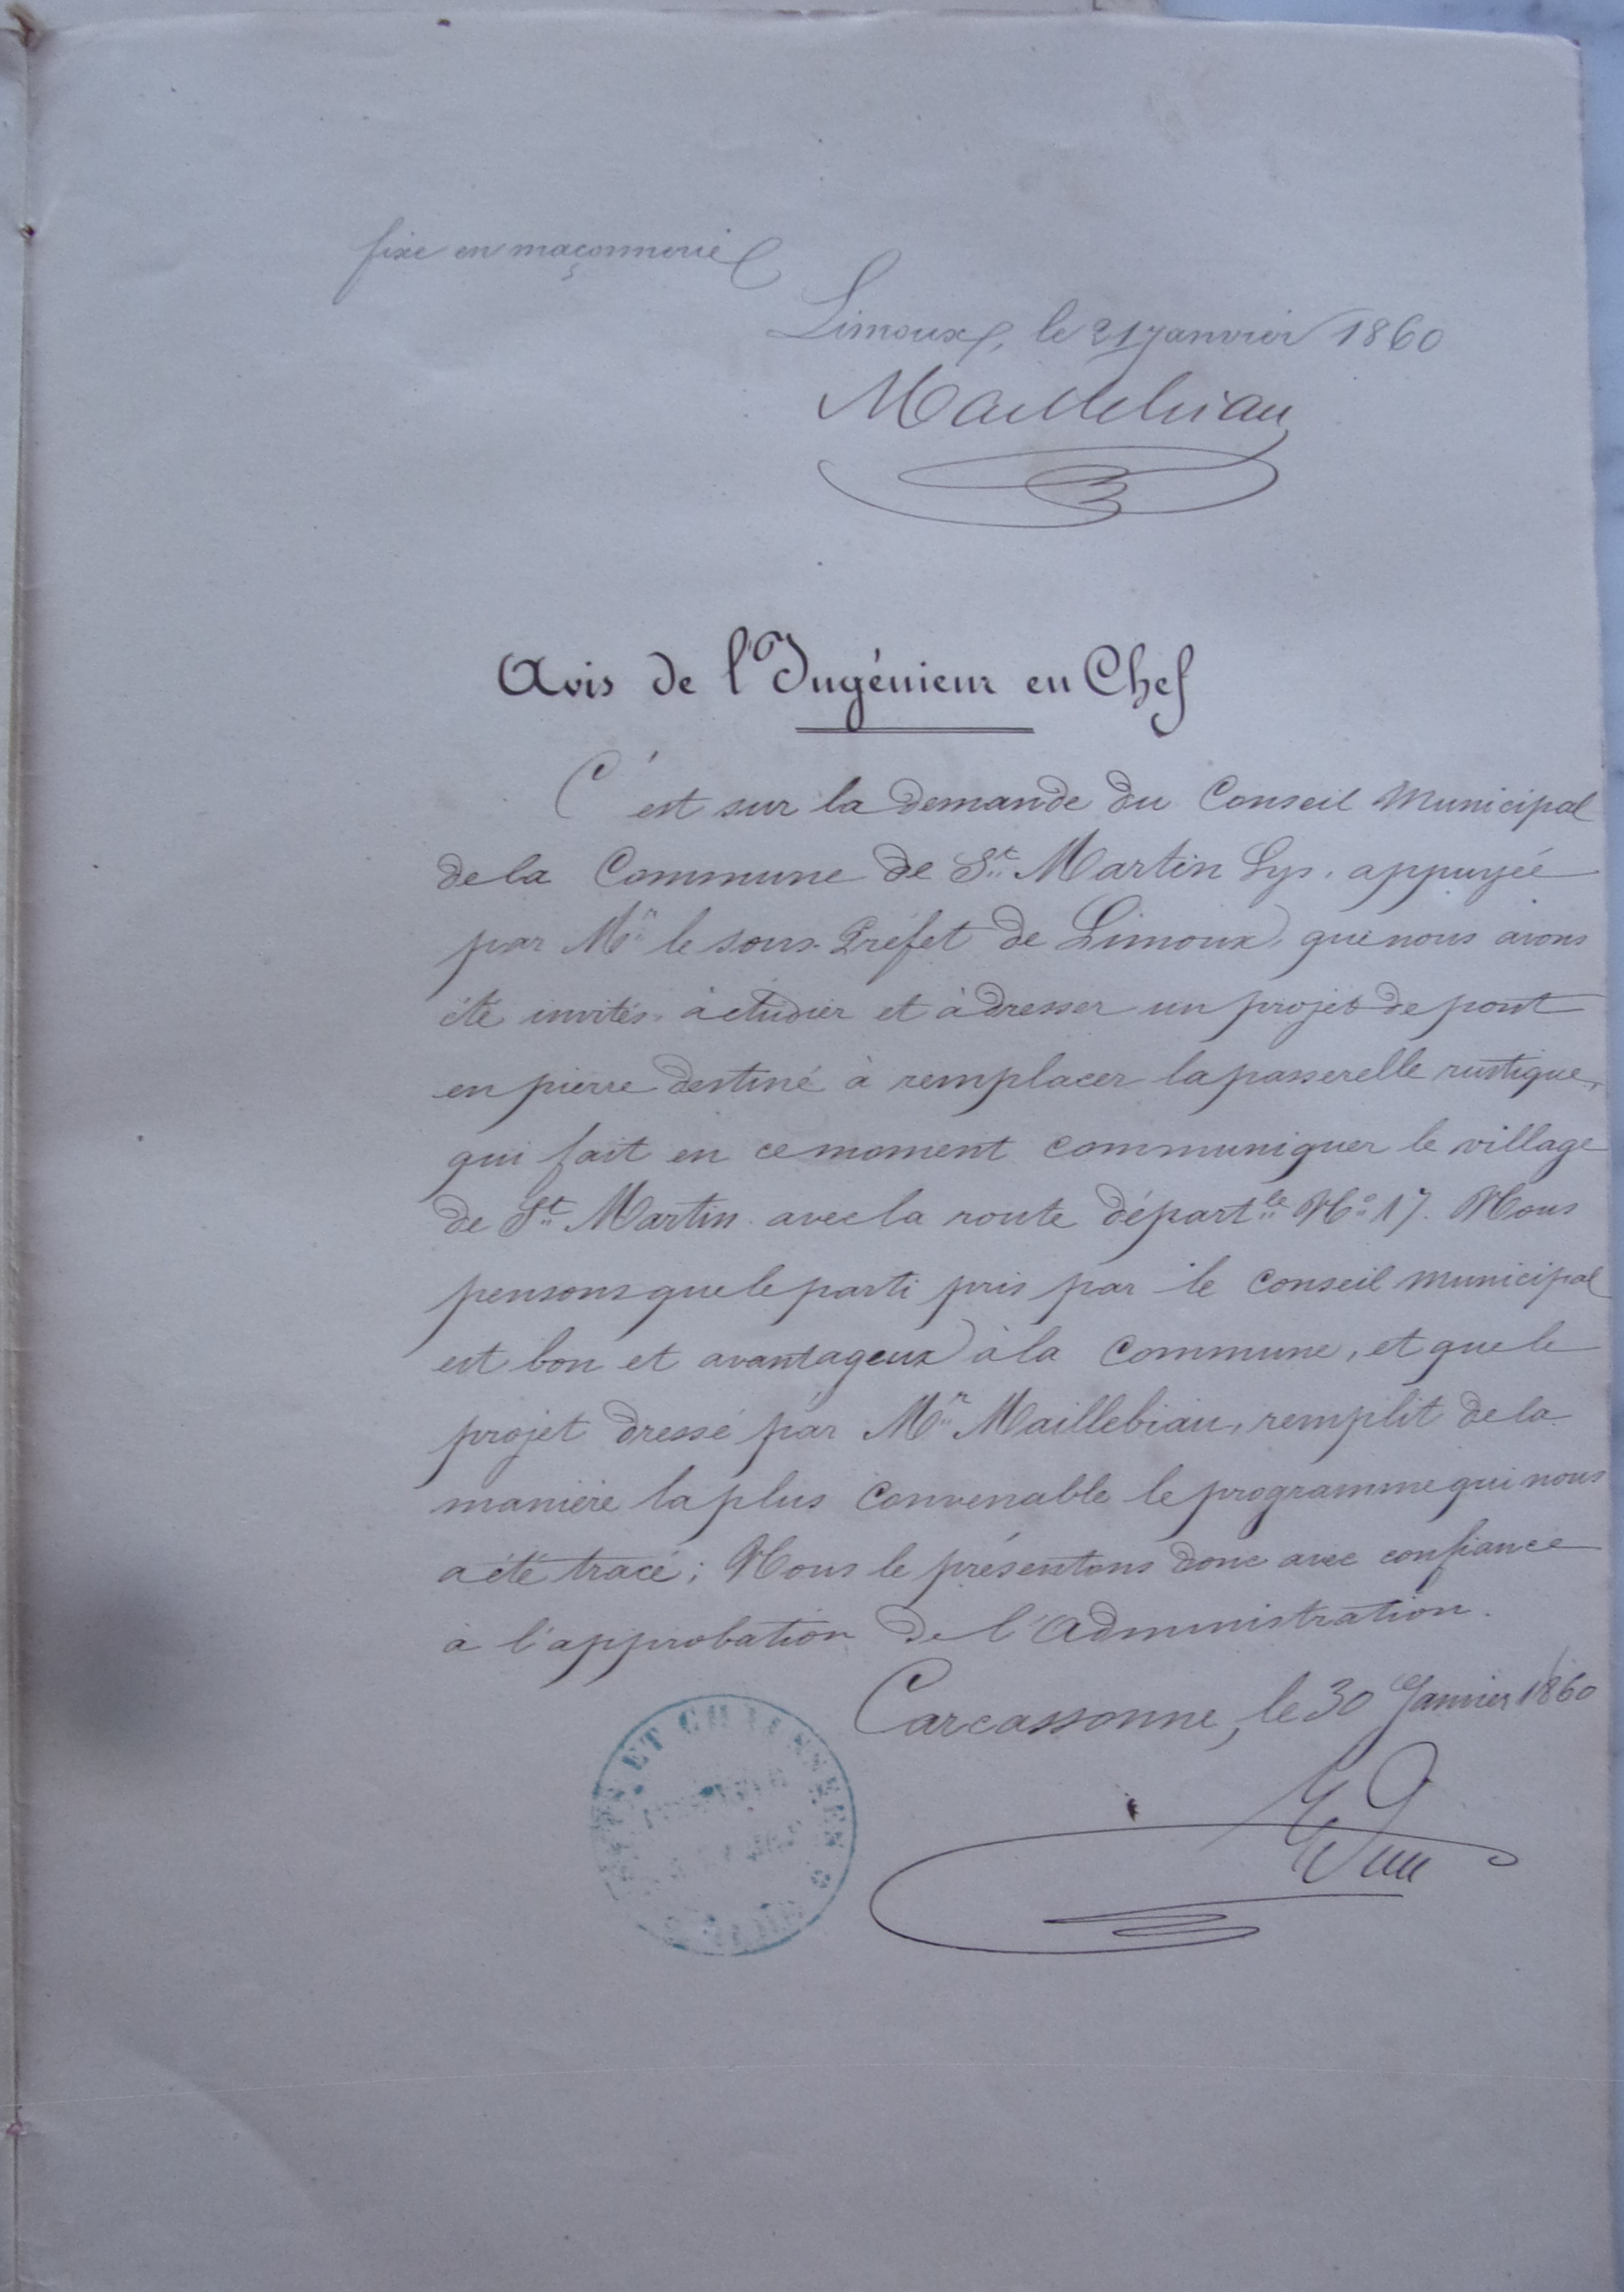 fixe en maçonnerie
Limoux, le 21 janvier 1860
Maillebiau
Avis de l'Ingénieur en Chef
C'est sur la demande du Conseil Municipal
de la Commune de St. Martin Lys, appuyée
par Mr. le sous-Préfet de Limoux, que nous avons
été invités à étudier et à dresser un projet de pont
en pierre destiné à remplacer la passerelle rustique,
qui fait en ce moment communiquer le village
de St. Martin avec la route départle No 17. Nous
pensons que le parti pris par le Conseil municipal
est bon et avantageux à la Commune, et que le
projet dressé par Mr. Maillebiau, remplit de la
manière la plus convenable le programme qui nous
a été tracé; Nous le présentons donc avec confiance
à l'approbation de l'Administration.
Carcassonne, le 30 Janvier 1860
ET CHAUSSÉES